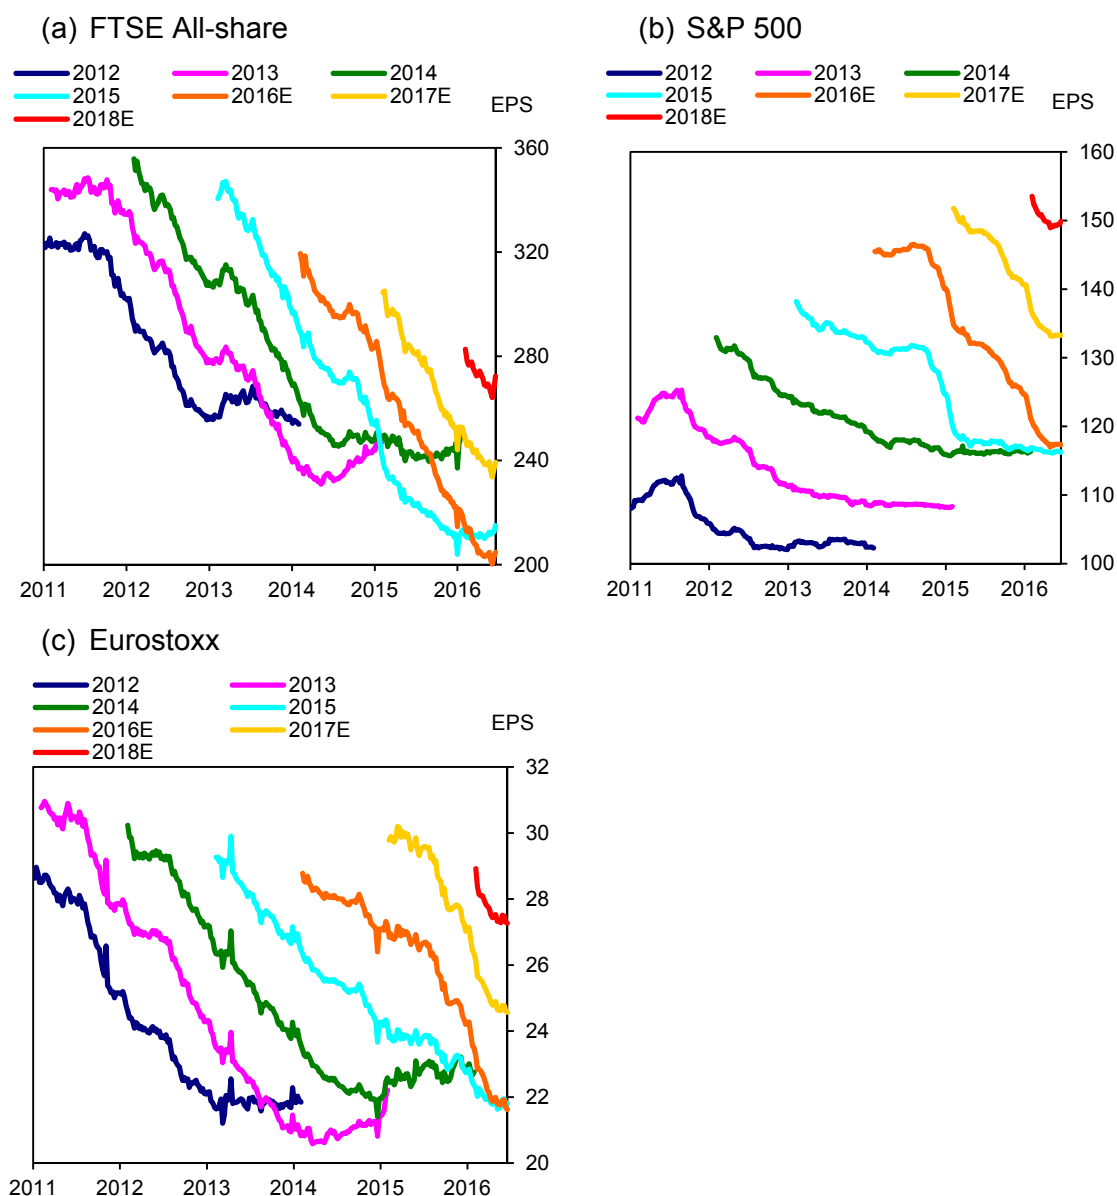 (a) FTSE All-share
2012 2013 2014
2015 2016E 2017E
2018E
EPS
360
320
280
240
200
2011 2012 2013 2014 2015 2016
(b) S&P 500
2012 2013 2014
2015 2016E 2017E
2018E
EPS
160
150
140
130
120
110
100
2011 2012 2013 2014 2015 2016
(c) Eurostoxx
2012 2013
2014 2015
2016E 2017E
2018E
EPS
32
30
28
26
24
22
20
2011 2012 2013 2014 2015 2016